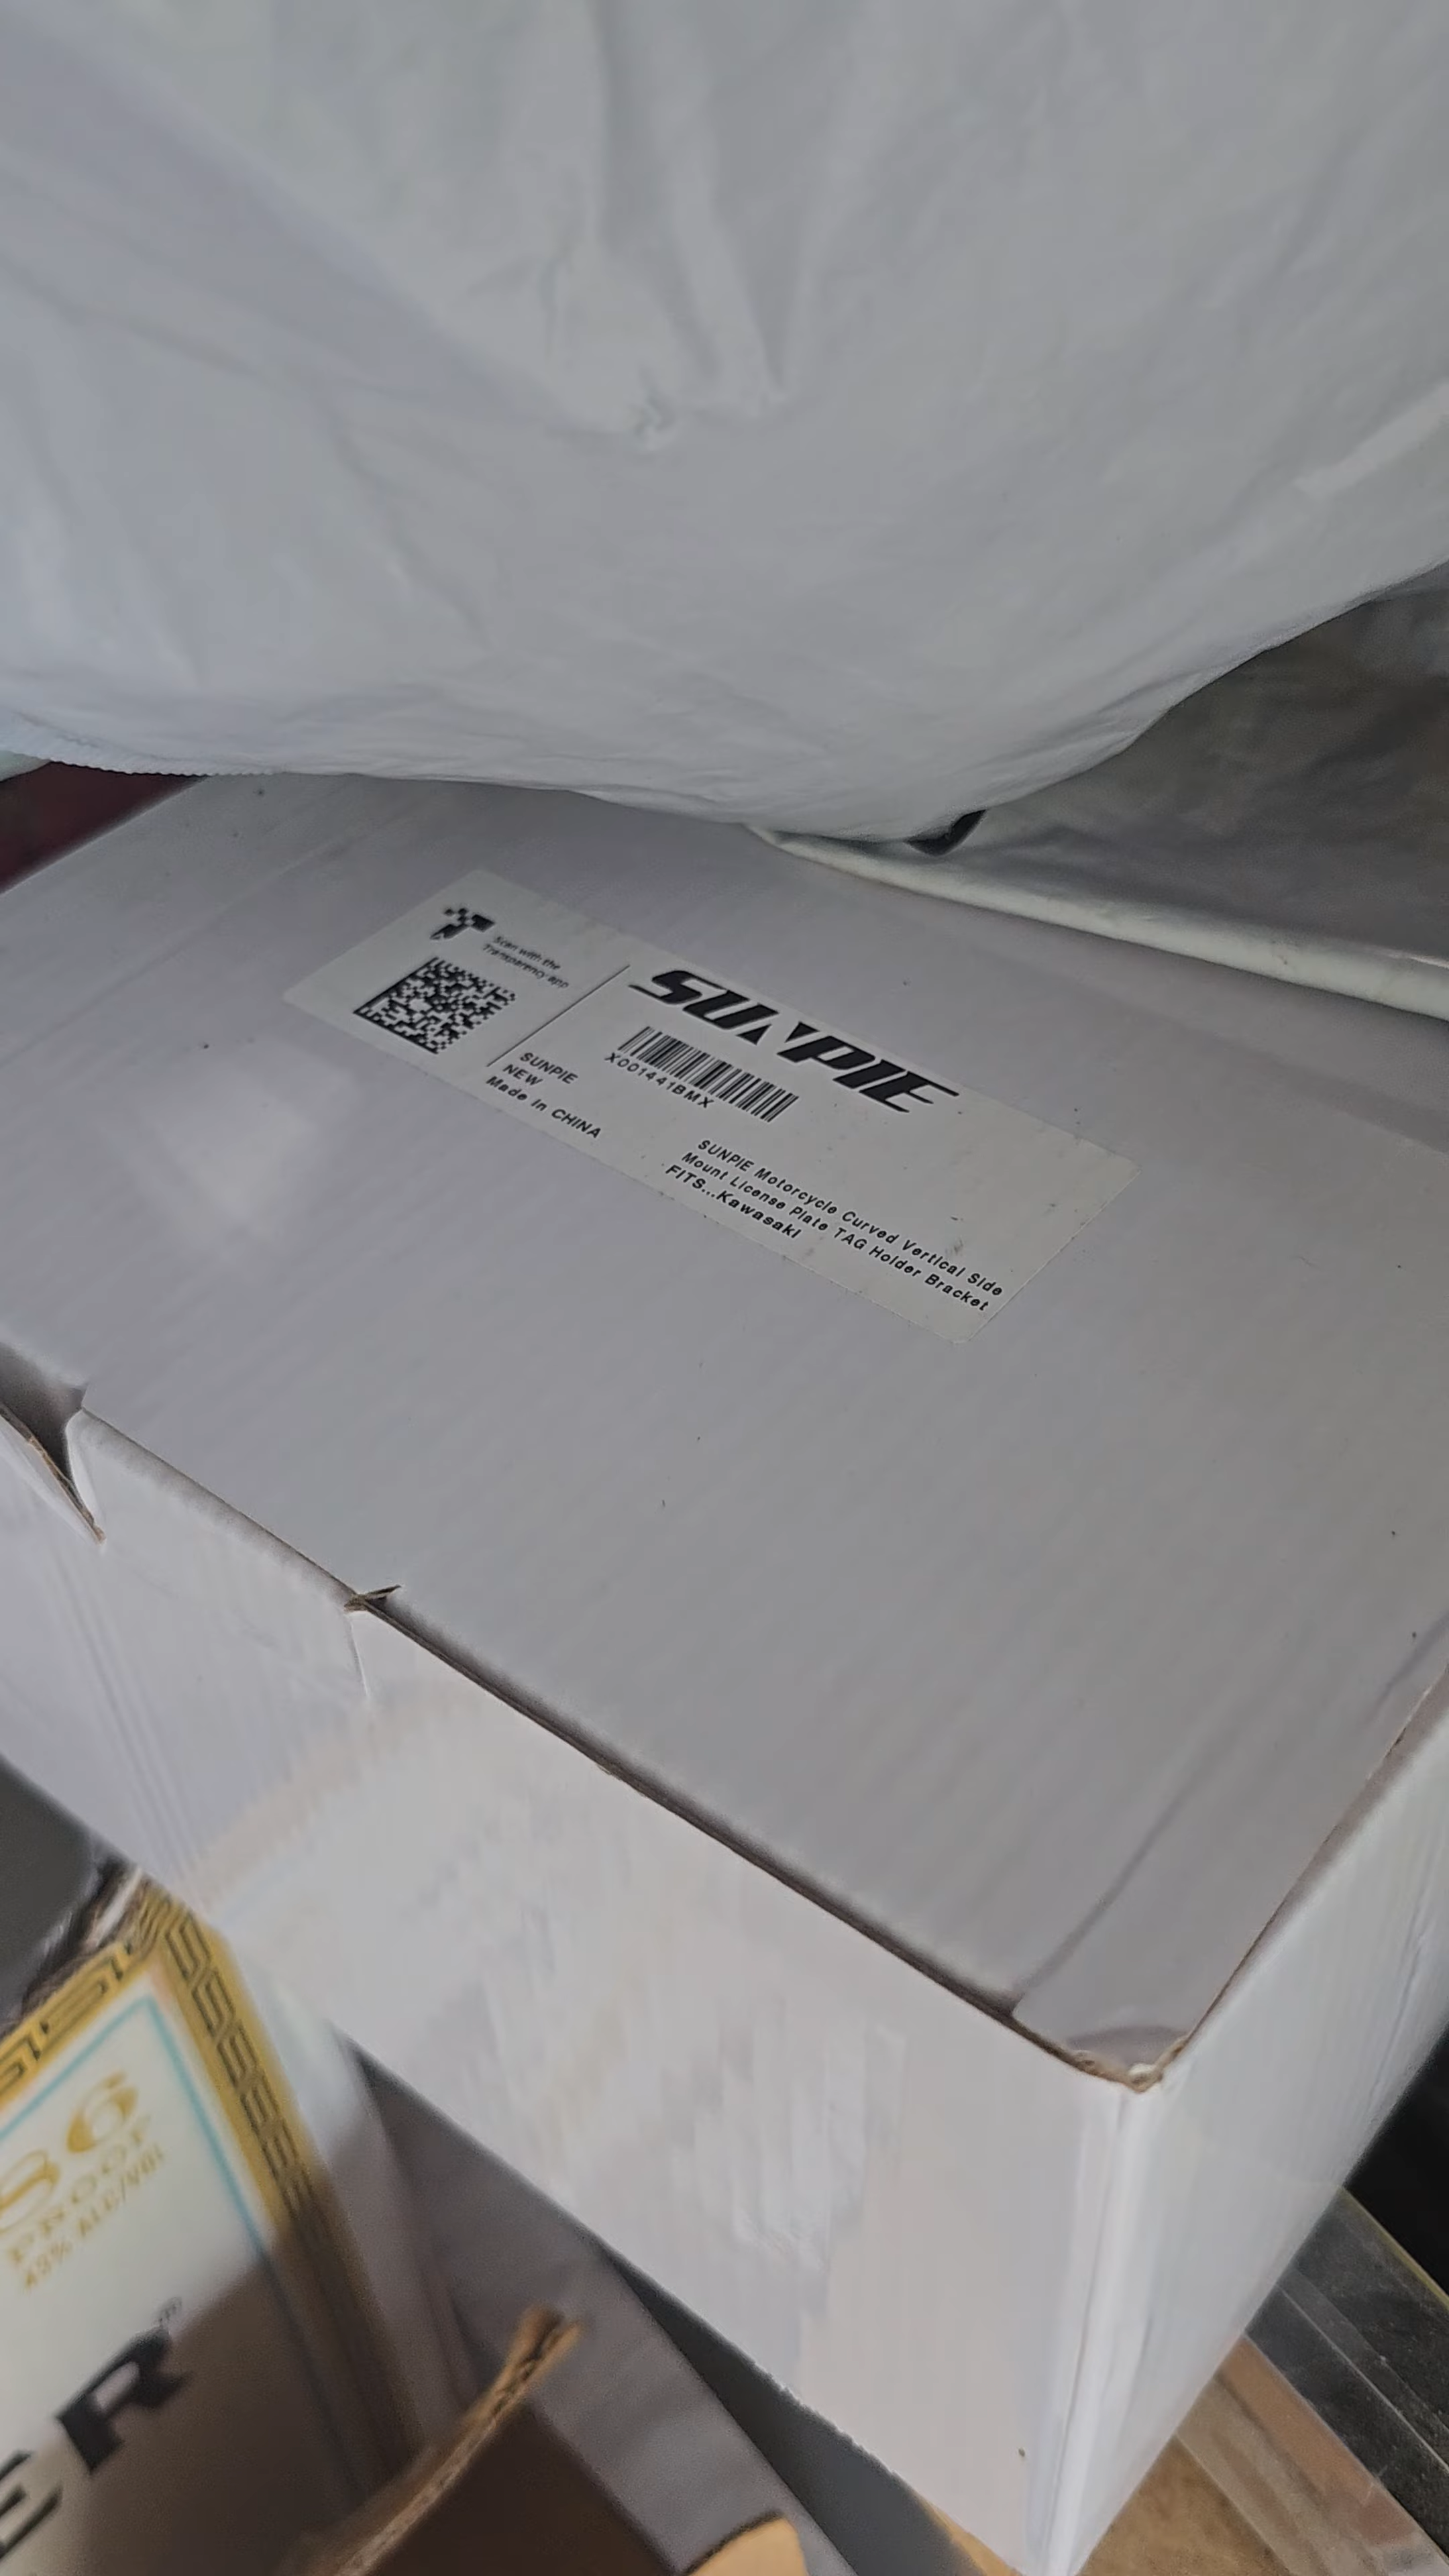 Scan with the
Transparency app
SUNPIE
NEW
Made In CHINA
SUNPIE
X001441BMX
SUNPIE Motorcycle Curved Vertical Side
Mount License Plate TAG Holder Bracket
FITS...Kawasaki
86
PROOF
43% ALC/VOL
ER®